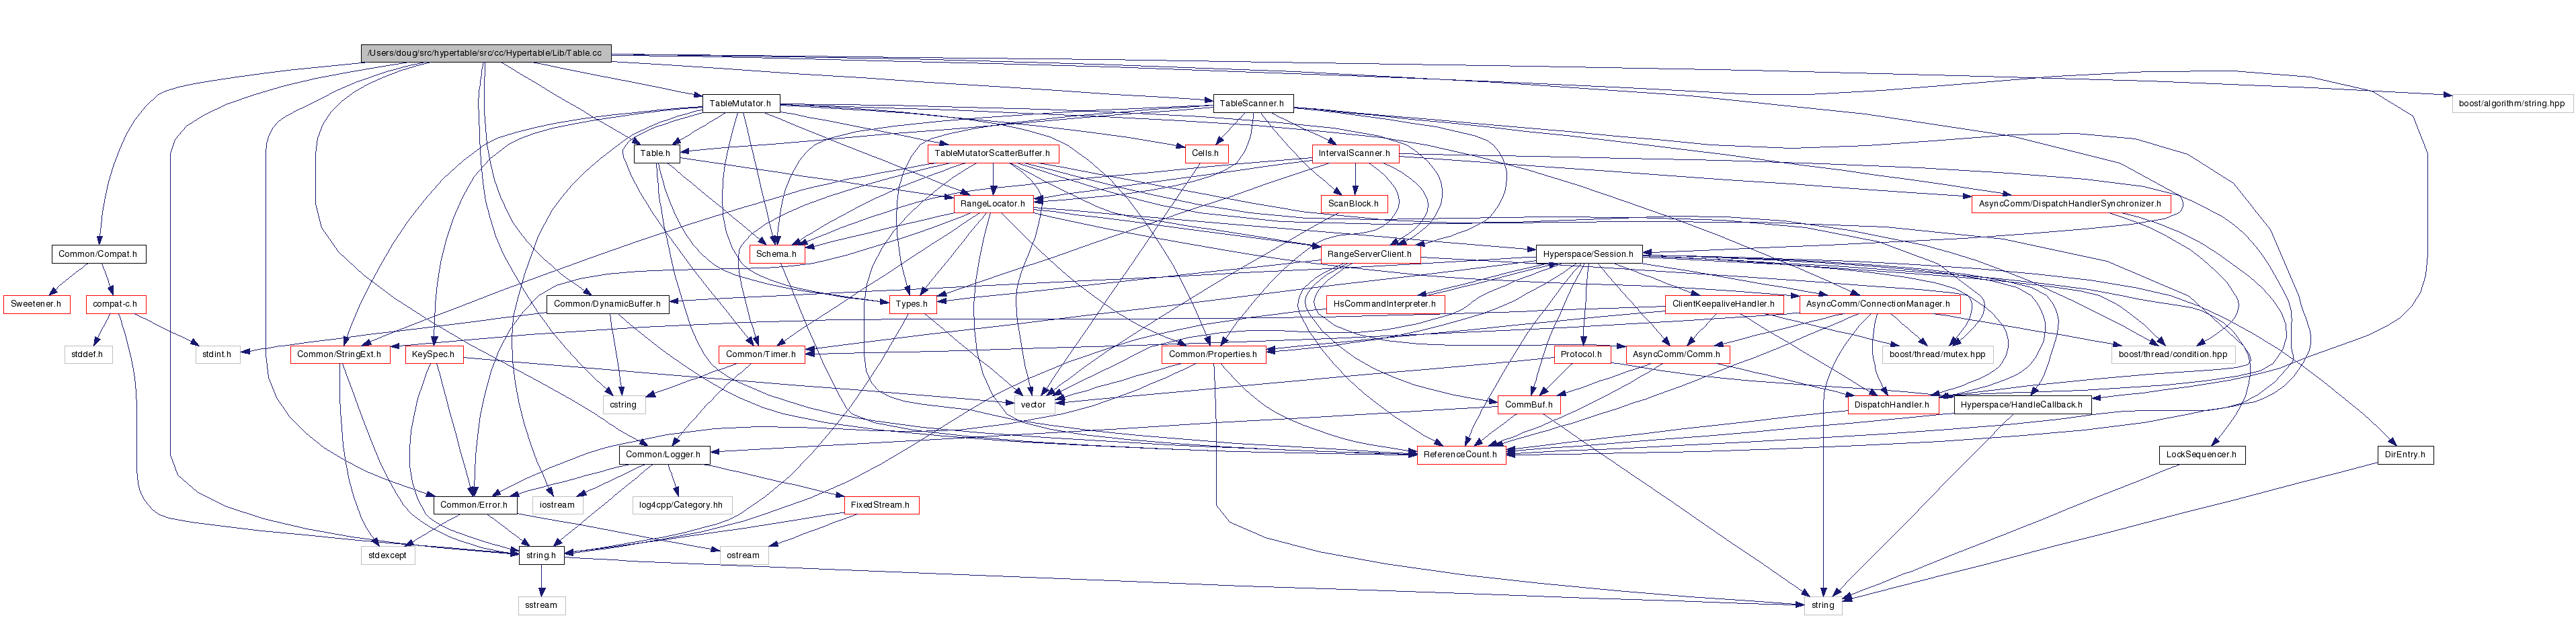 /Users/doug/src/hypertable/src/cc/Hypertable/Lib/Table.cc
TableMutator.h
TableScanner.h
boost/algorithm/string.hpp
Table.h
TableMutatorScatterBuffer.h
Cells.h
IntervalScanner.h
RangeLocator.h
ScanBlock.h
AsyncComm/DispatchHandlerSynchronizer.h
Common/Compat.h
Schema.h
RangeServerClient.h
Hyperspace/Session.h
Sweetener.h
compat-c.h
Common/DynamicBuffer.h
Types.h
HsCommandInterpreter.h
ClientKeepaliveHandler.h
AsyncComm/ConnectionManager.h
stddef.h
stdint.h
Common/StringExt.h
KeySpec.h
Common/Timer.h
Common/Properties.h
Protocol.h
AsyncComm/Comm.h
boost/thread/mutex.hpp
boost/thread/condition.hpp
cstring
vector
CommBuf.h
DispatchHandler.h
Hyperspace/HandleCallback.h
Common/Logger.h
ReferenceCount.h
LockSequencer.h
DirEntry.h
Common/Error.h
iostream
log4cpp/Category.hh
FixedStream.h
stdexcept
string.h
ostream
sstream
string